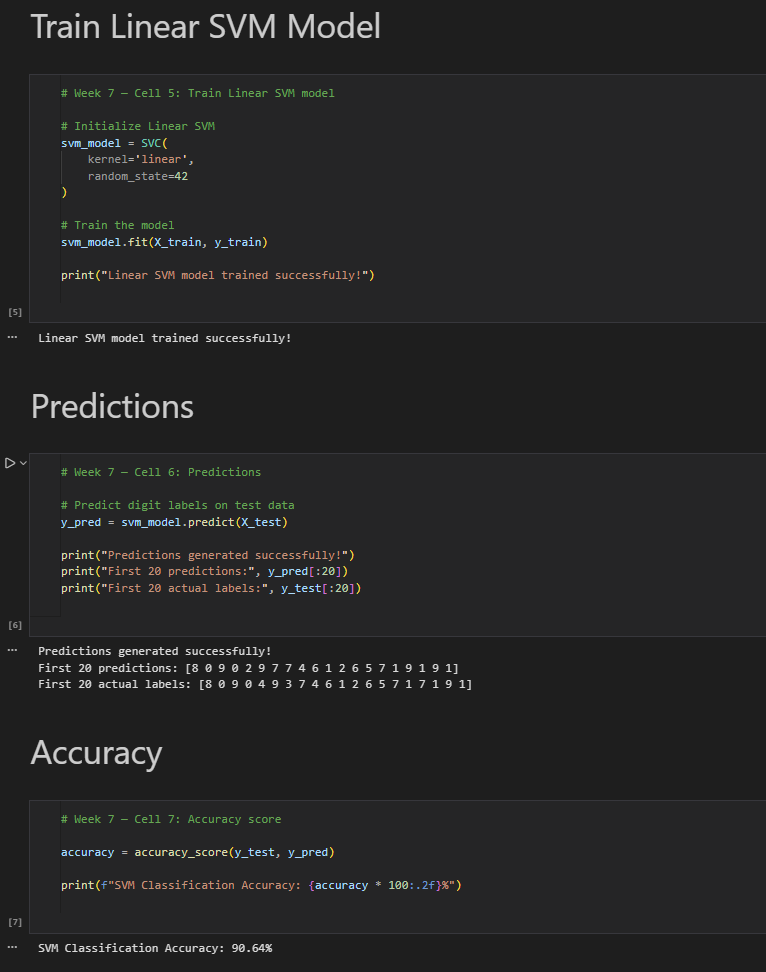 Train Linear SVM Model
# Week 7 — Cell 5: Train Linear SVM model
# Initialize Linear SVM
svm_model = SVC(
kernel='linear',
random_state=42
)
# Train the model
svm_model.fit(X_train, y_train)
print("Linear SVM model trained successfully!")
[5]
... Linear SVM model trained successfully!
Predictions
# Week 7 — Cell 6: Predictions
# Predict digit labels on test data
y_pred = svm_model.predict(X_test)
print("Predictions generated successfully!")
print("First 20 predictions:", y_pred[:20])
print("First 20 actual labels:", y_test[:20])
[6]
... Predictions generated successfully!
First 20 predictions: [8 0 9 0 2 9 7 7 4 6 1 2 6 5 7 1 9 1 9 1]
First 20 actual labels: [8 0 9 0 4 9 3 7 4 6 1 2 6 5 7 1 7 1 9 1]
Accuracy
# Week 7 — Cell 7: Accuracy score
accuracy = accuracy_score(y_test, y_pred)
print(f"SVM Classification Accuracy: {accuracy * 100:.2f}%")
[7]
... SVM Classification Accuracy: 90.64%